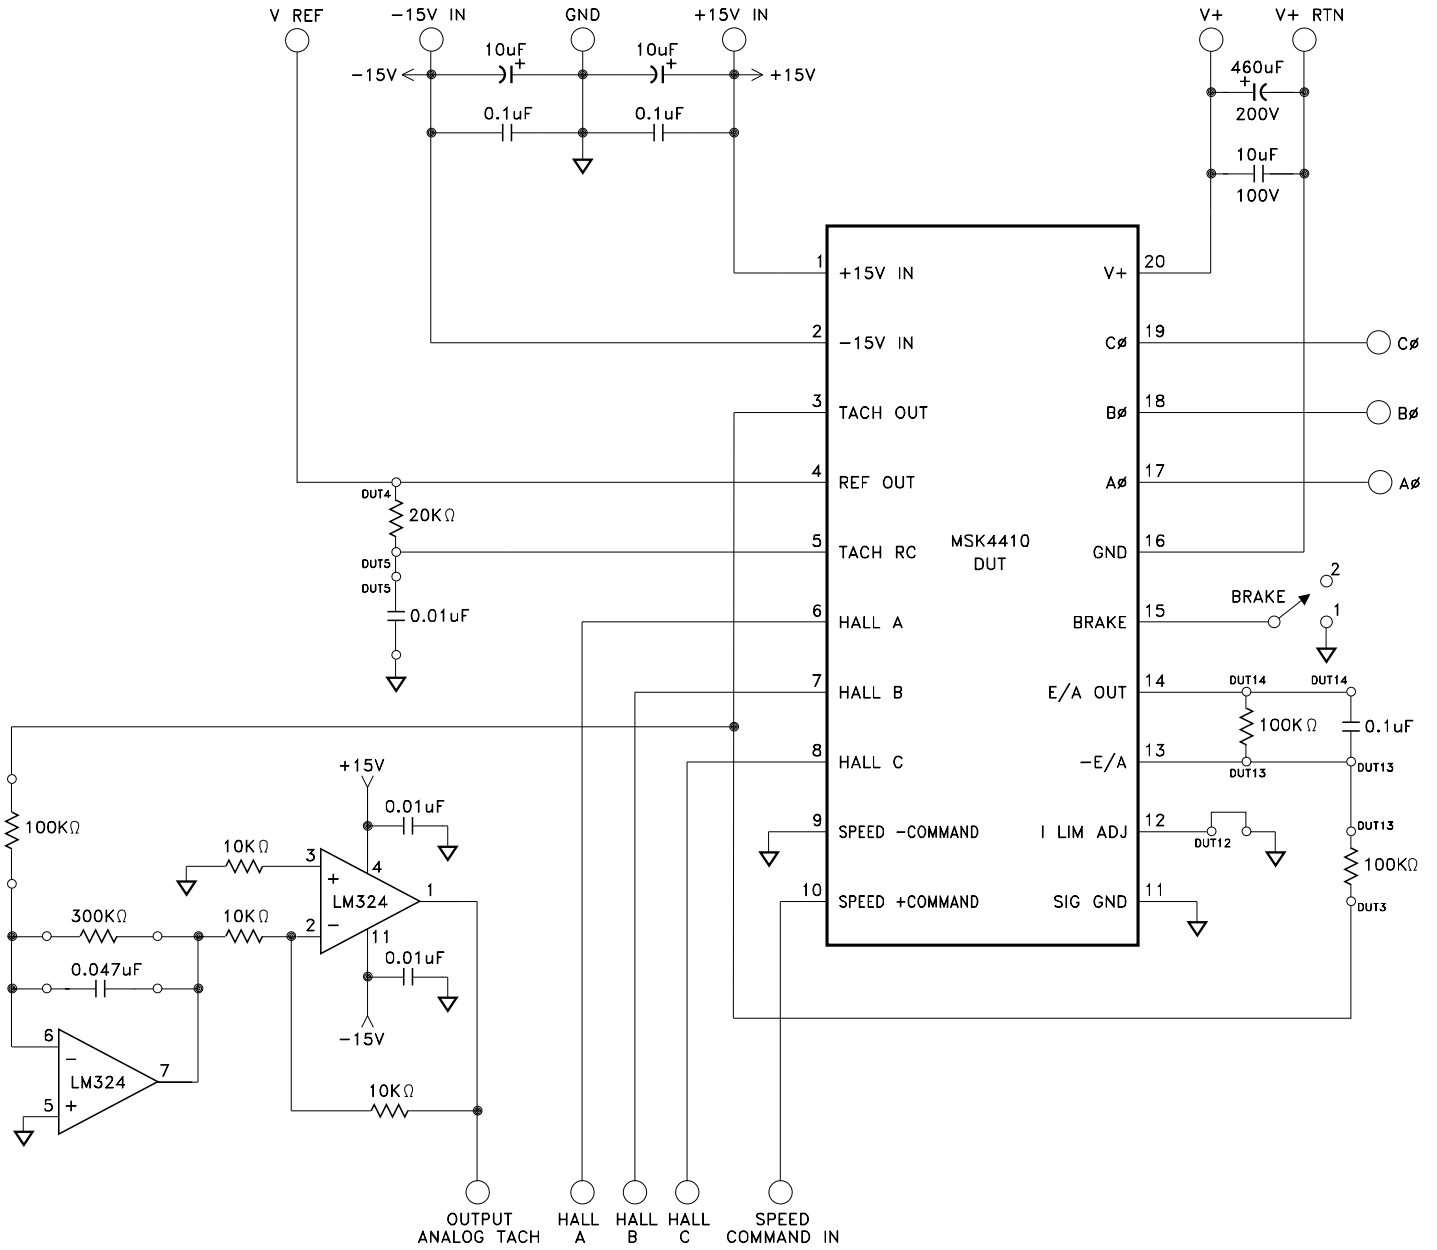 V REF
-15V IN
GND
+15V IN
V+
V+ RTN
10uF
+
10uF
+
-15V
+15V
0.1uF
0.1uF
460uF
+
200V
10uF
100V
1
+15V IN
V+
20
2
-15V IN
CØ
19
CØ
3
TACH OUT
BØ
18
BØ
4
REF OUT
AØ
17
AØ
DUT4
20KΩ
5
TACH RC
MSK4410
DUT
GND
16
DUT5
DUT5
0.01uF
6
HALL A
BRAKE
15
BRAKE
2
1
7
HALL B
E/A OUT
14
DUT14
DUT14
100KΩ
0.1uF
8
HALL C
-E/A
13
DUT13
DUT13
9
SPEED -COMMAND
I LIM ADJ
12
DUT12
DUT13
100KΩ
DUT3
10
SPEED +COMMAND
SIG GND
11
+15V
0.01uF
100KΩ
10KΩ
3
+
4
LM324
1
300KΩ
10KΩ
2
-
11
0.01uF
0.047uF
-15V
6
-
LM324
7
5
+
10KΩ
OUTPUT
ANALOG TACH
HALL
A
HALL
B
HALL
C
SPEED
COMMAND IN